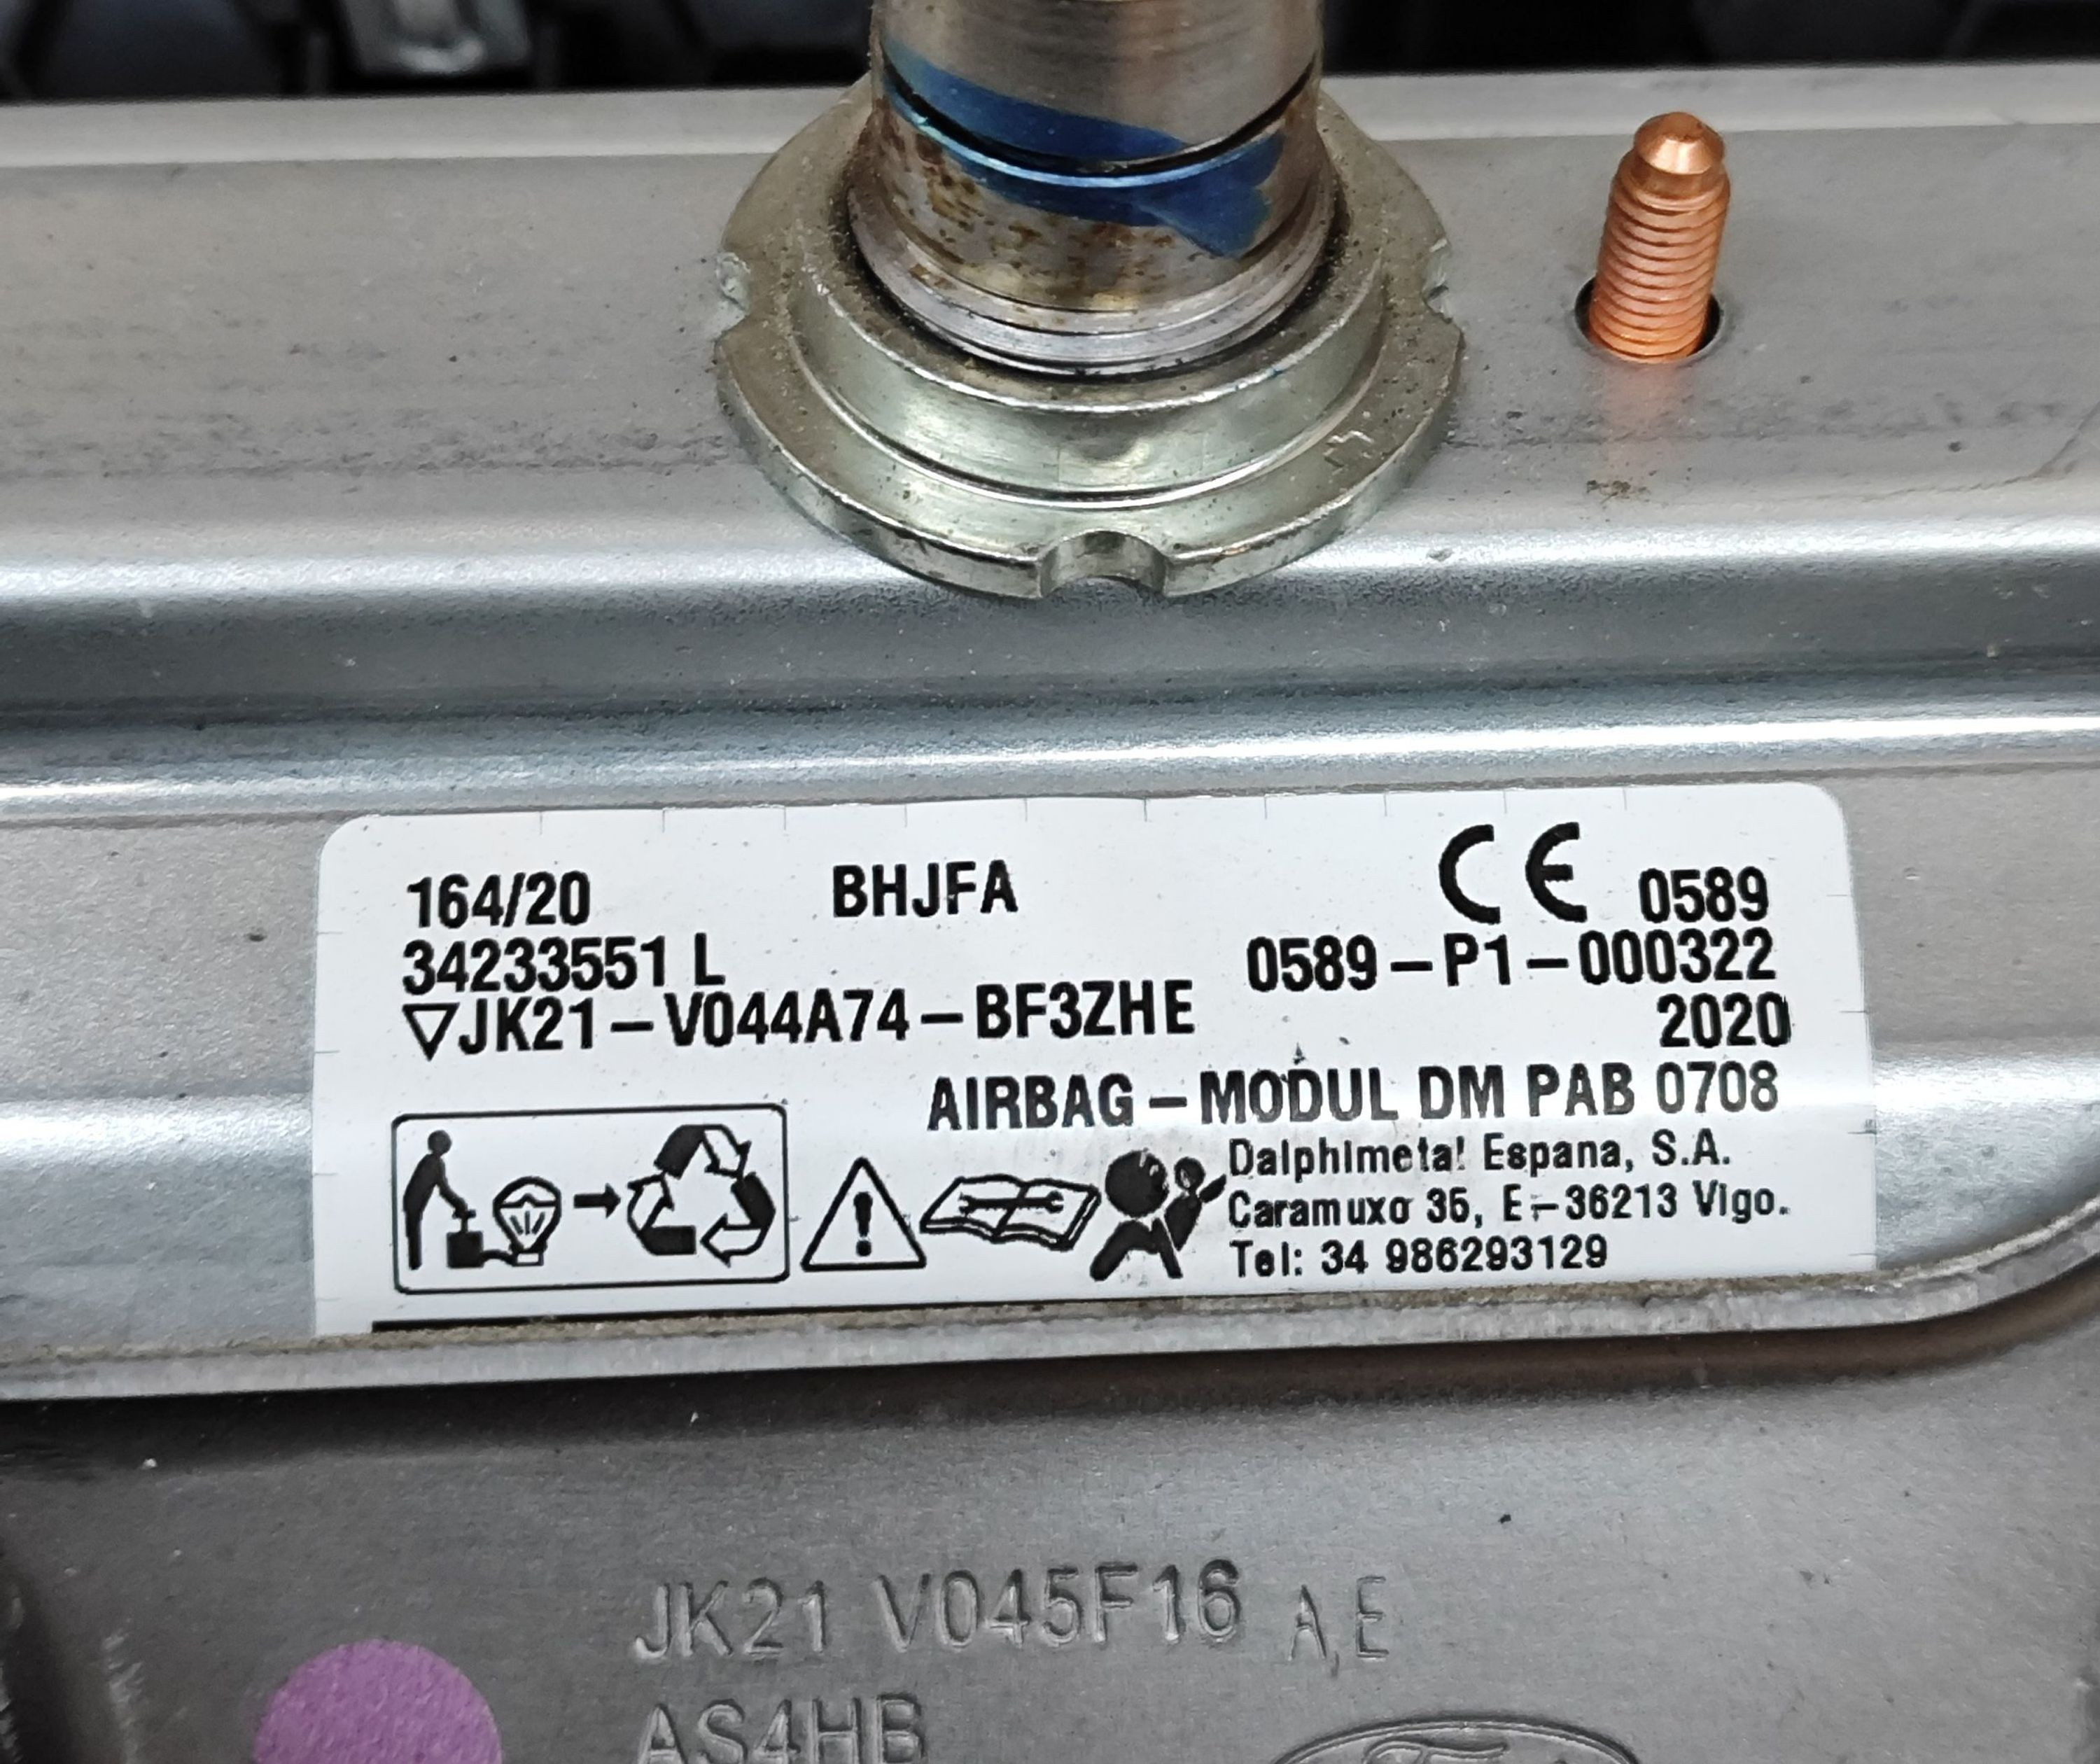 164/20 BHJFA CE 0589
34233551 L 0589-P1-000322
▽JK21-V044A74-BF3ZHE 2020
AIRBAG-MODUL DM PAB 0708
Dalphimetal Espana, S.A.
Caramuxo 35, E-36213 Vigo.
Tel: 34 986293129
JK21 V045F16 A,E
AS4HB